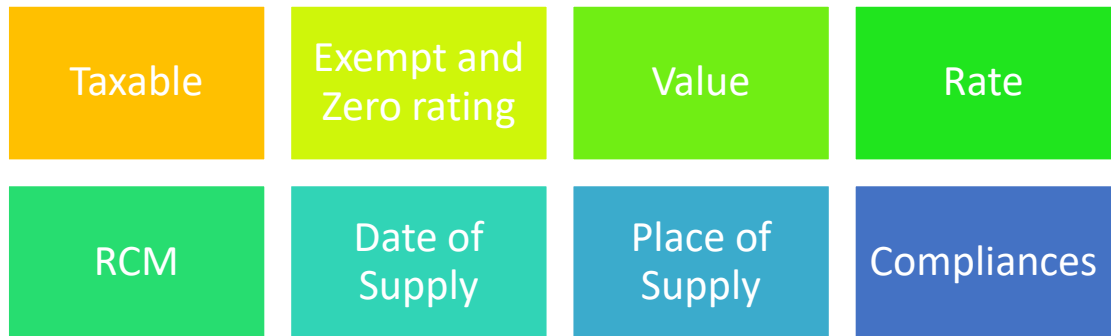 Taxable
Exempt and
Zero rating
Value
Rate
RCM
Date of
Supply
Place of
Supply
Compliances